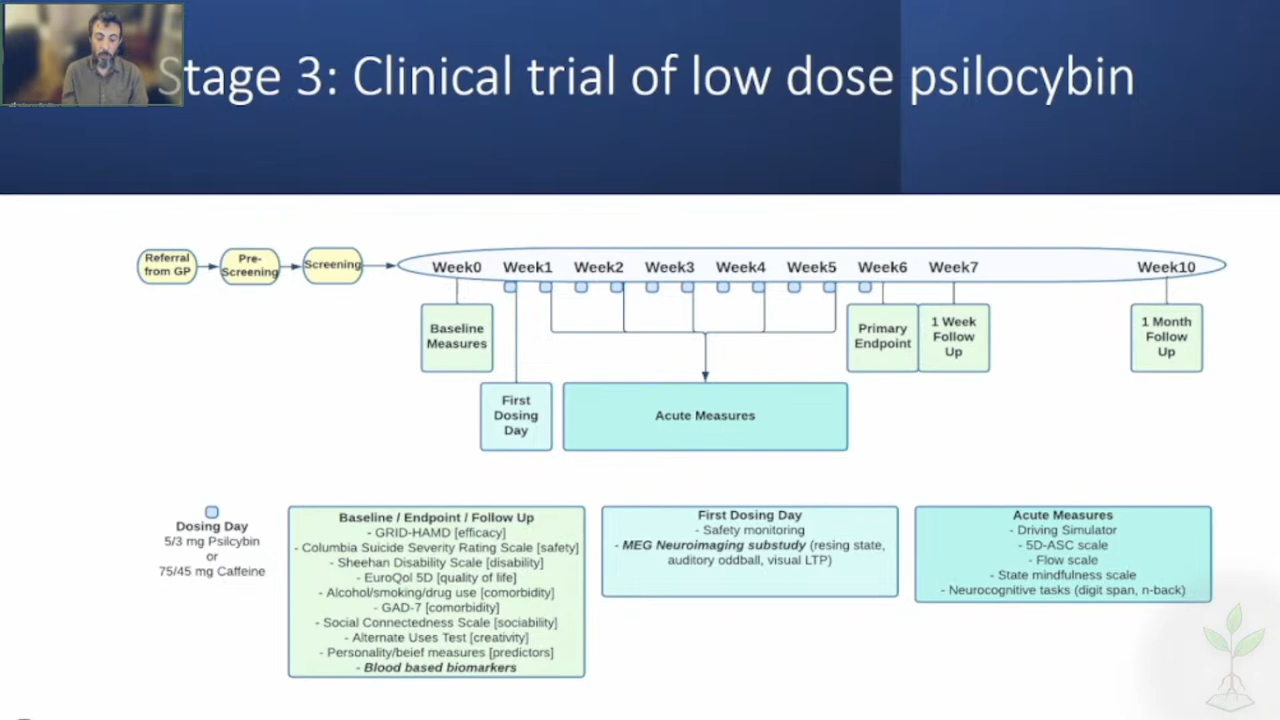 Stage 3: Clinical trial of low dose psilocybin
Referral
from GP
Pre-
Screening
Screening
Week0 Week1 Week2 Week3 Week4 Week5 Week6 Week7 Week10
Baseline
Measures
Primary
Endpoint
1 Week
Follow
Up
1 Month
Follow
Up
First
Dosing
Day
Acute Measures
Dosing Day
5/3 mg Psilcybin
or
75/45 mg Caffeine
Baseline / Endpoint / Follow Up
- GRID-HAMD [efficacy]
- Columbia Suicide Severity Rating Scale [safety]
- Sheehan Disability Scale [disability]
- EuroQol 5D [quality of life]
- Alcohol/smoking/drug use [comorbidity]
- GAD-7 [comorbidity]
- Social Connectedness Scale [sociability]
- Alternate Uses Test [creativity]
- Personality/beief measures [predictors]
- Blood based biomarkers
First Dosing Day
- Safety monitoring
- MEG Neuroimaging substudy (resing state,
auditory oddball, visual LTP)
Acute Measures
- Driving Simulator
- 5D-ASC scale
- Flow scale
- State mindfulness scale
- Neurocognitive tasks (digit span, n-back)